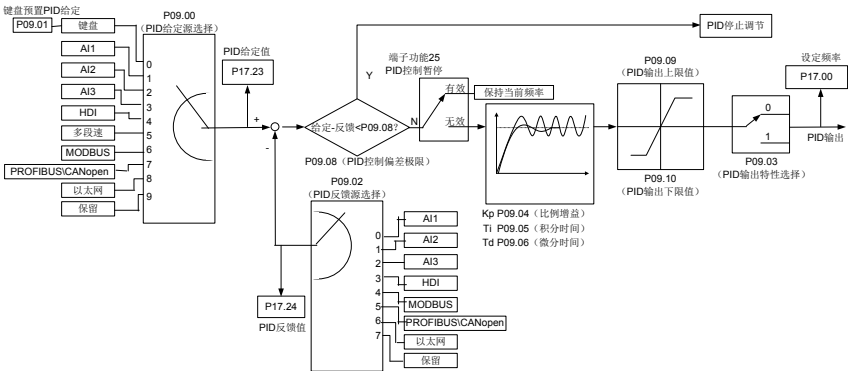 键盘预置PID给定
P09.01
键盘
AI1
AI2
AI3
HDI
多段速
MODBUS
PROFIBUS\CANopen
以太网
保留
P09.00
(PID给定源选择)
0
1
2
3
4
5
6
7
8
9
PID给定值
P17.23
+
-
Y
给定-反馈<P09.08?
N
P09.08（PID控制偏差极限）
端子功能25
PID控制暂停
有效
无效
保持当前频率
PID停止调节
Kp P09.04（比例增益）
Ti P09.05（积分时间）
Td P09.06（微分时间）
P09.09
(PID输出上限值)
P09.10
(PID输出下限值)
0
1
P09.03
(PID输出特性选择)
设定频率
P17.00
PID输出
P09.02
(PID反馈源选择)
0
1
2
3
4
5
6
7
AI1
AI2
AI3
HDI
MODBUS
PROFIBUS\CANopen
以太网
保留
P17.24
PID反馈值